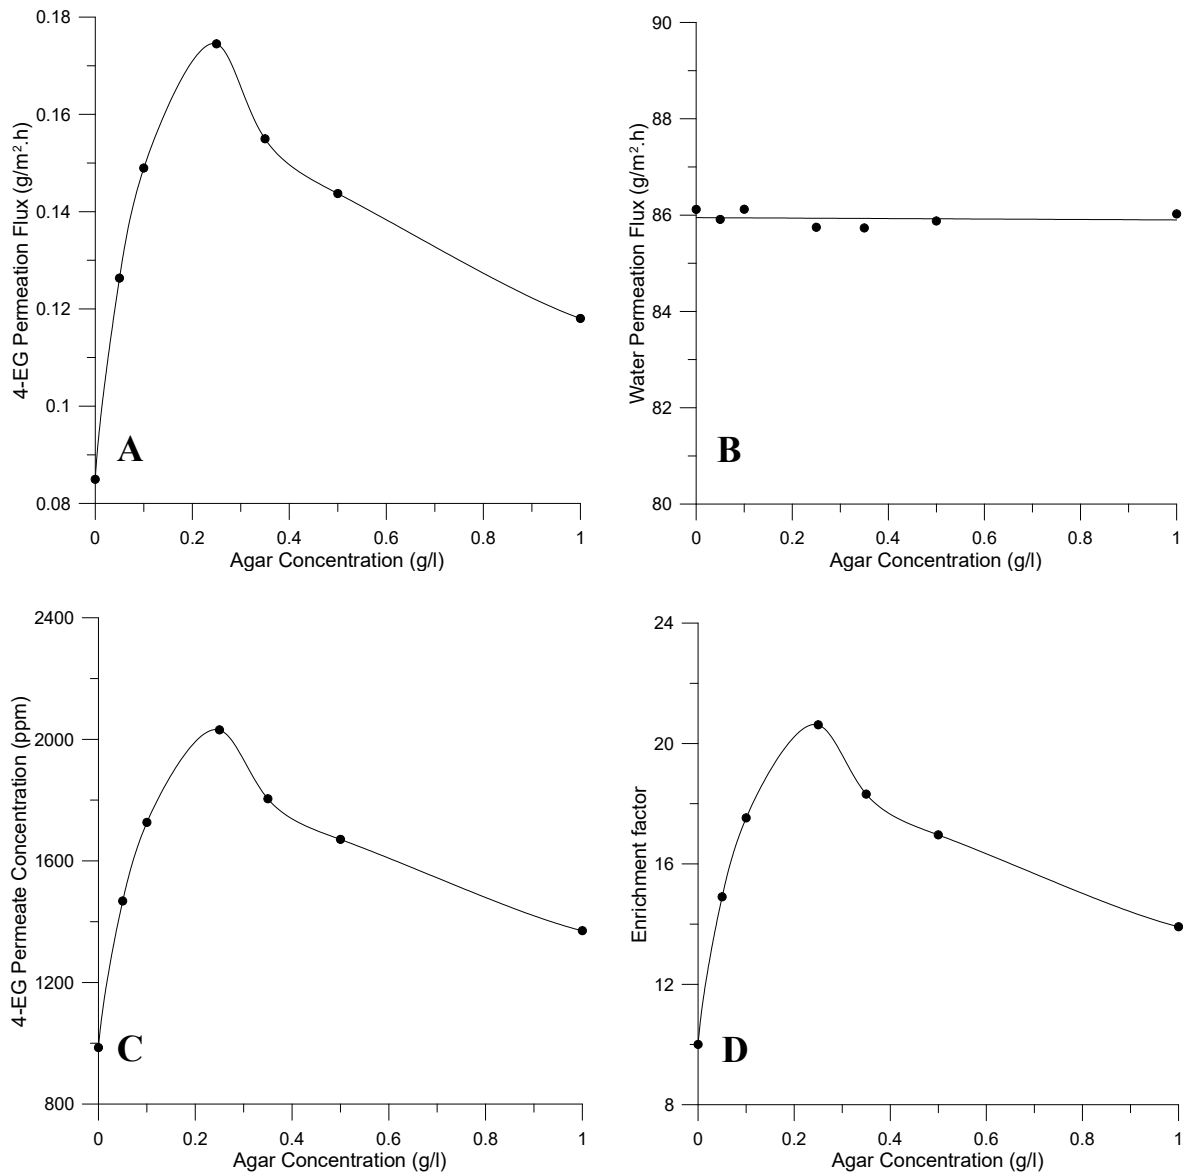 0.18
0.16
0.14
0.12
0.1
0.08
4-EG Permeation Flux (g/m².h)
A
0 0.2 0.4 0.6 0.8 1
Agar Concentration (g/l)
90
88
86
84
82
80
Water Permeation Flux (g/m².h)
B
0 0.2 0.4 0.6 0.8 1
Agar Concentration (g/l)
2400
2000
1600
1200
800
4-EG Permeate Concentration (ppm)
C
0 0.2 0.4 0.6 0.8 1
Agar Concentration (g/l)
24
20
16
12
8
Enrichment factor
D
0 0.2 0.4 0.6 0.8 1
Agar Concentration (g/l)